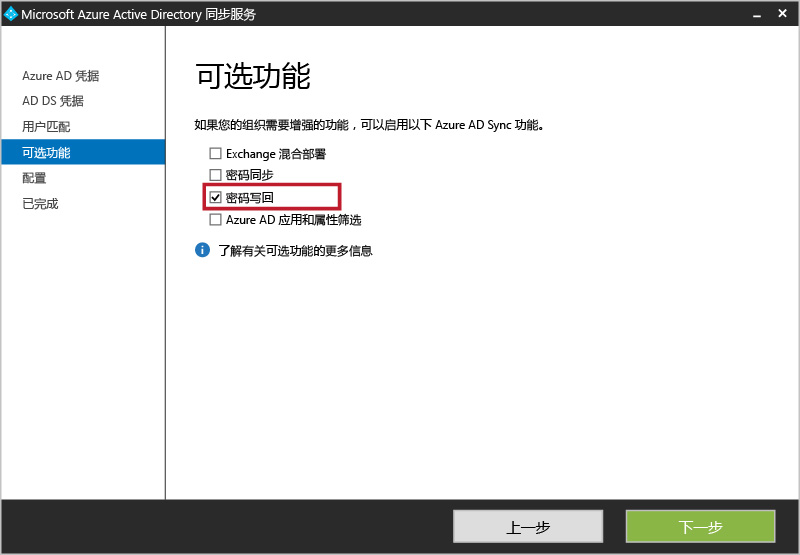 Microsoft Azure Active Directory 同步服务
Azure AD 凭据
AD DS 凭据
用户匹配
可选功能
配置
已完成
可选功能
如果您的组织需要增强的功能，可以启用以下 Azure AD Sync 功能。
Exchange 混合部署
密码同步
密码写回
Azure AD 应用和属性筛选
了解有关可选功能的更多信息
上一步
下一步